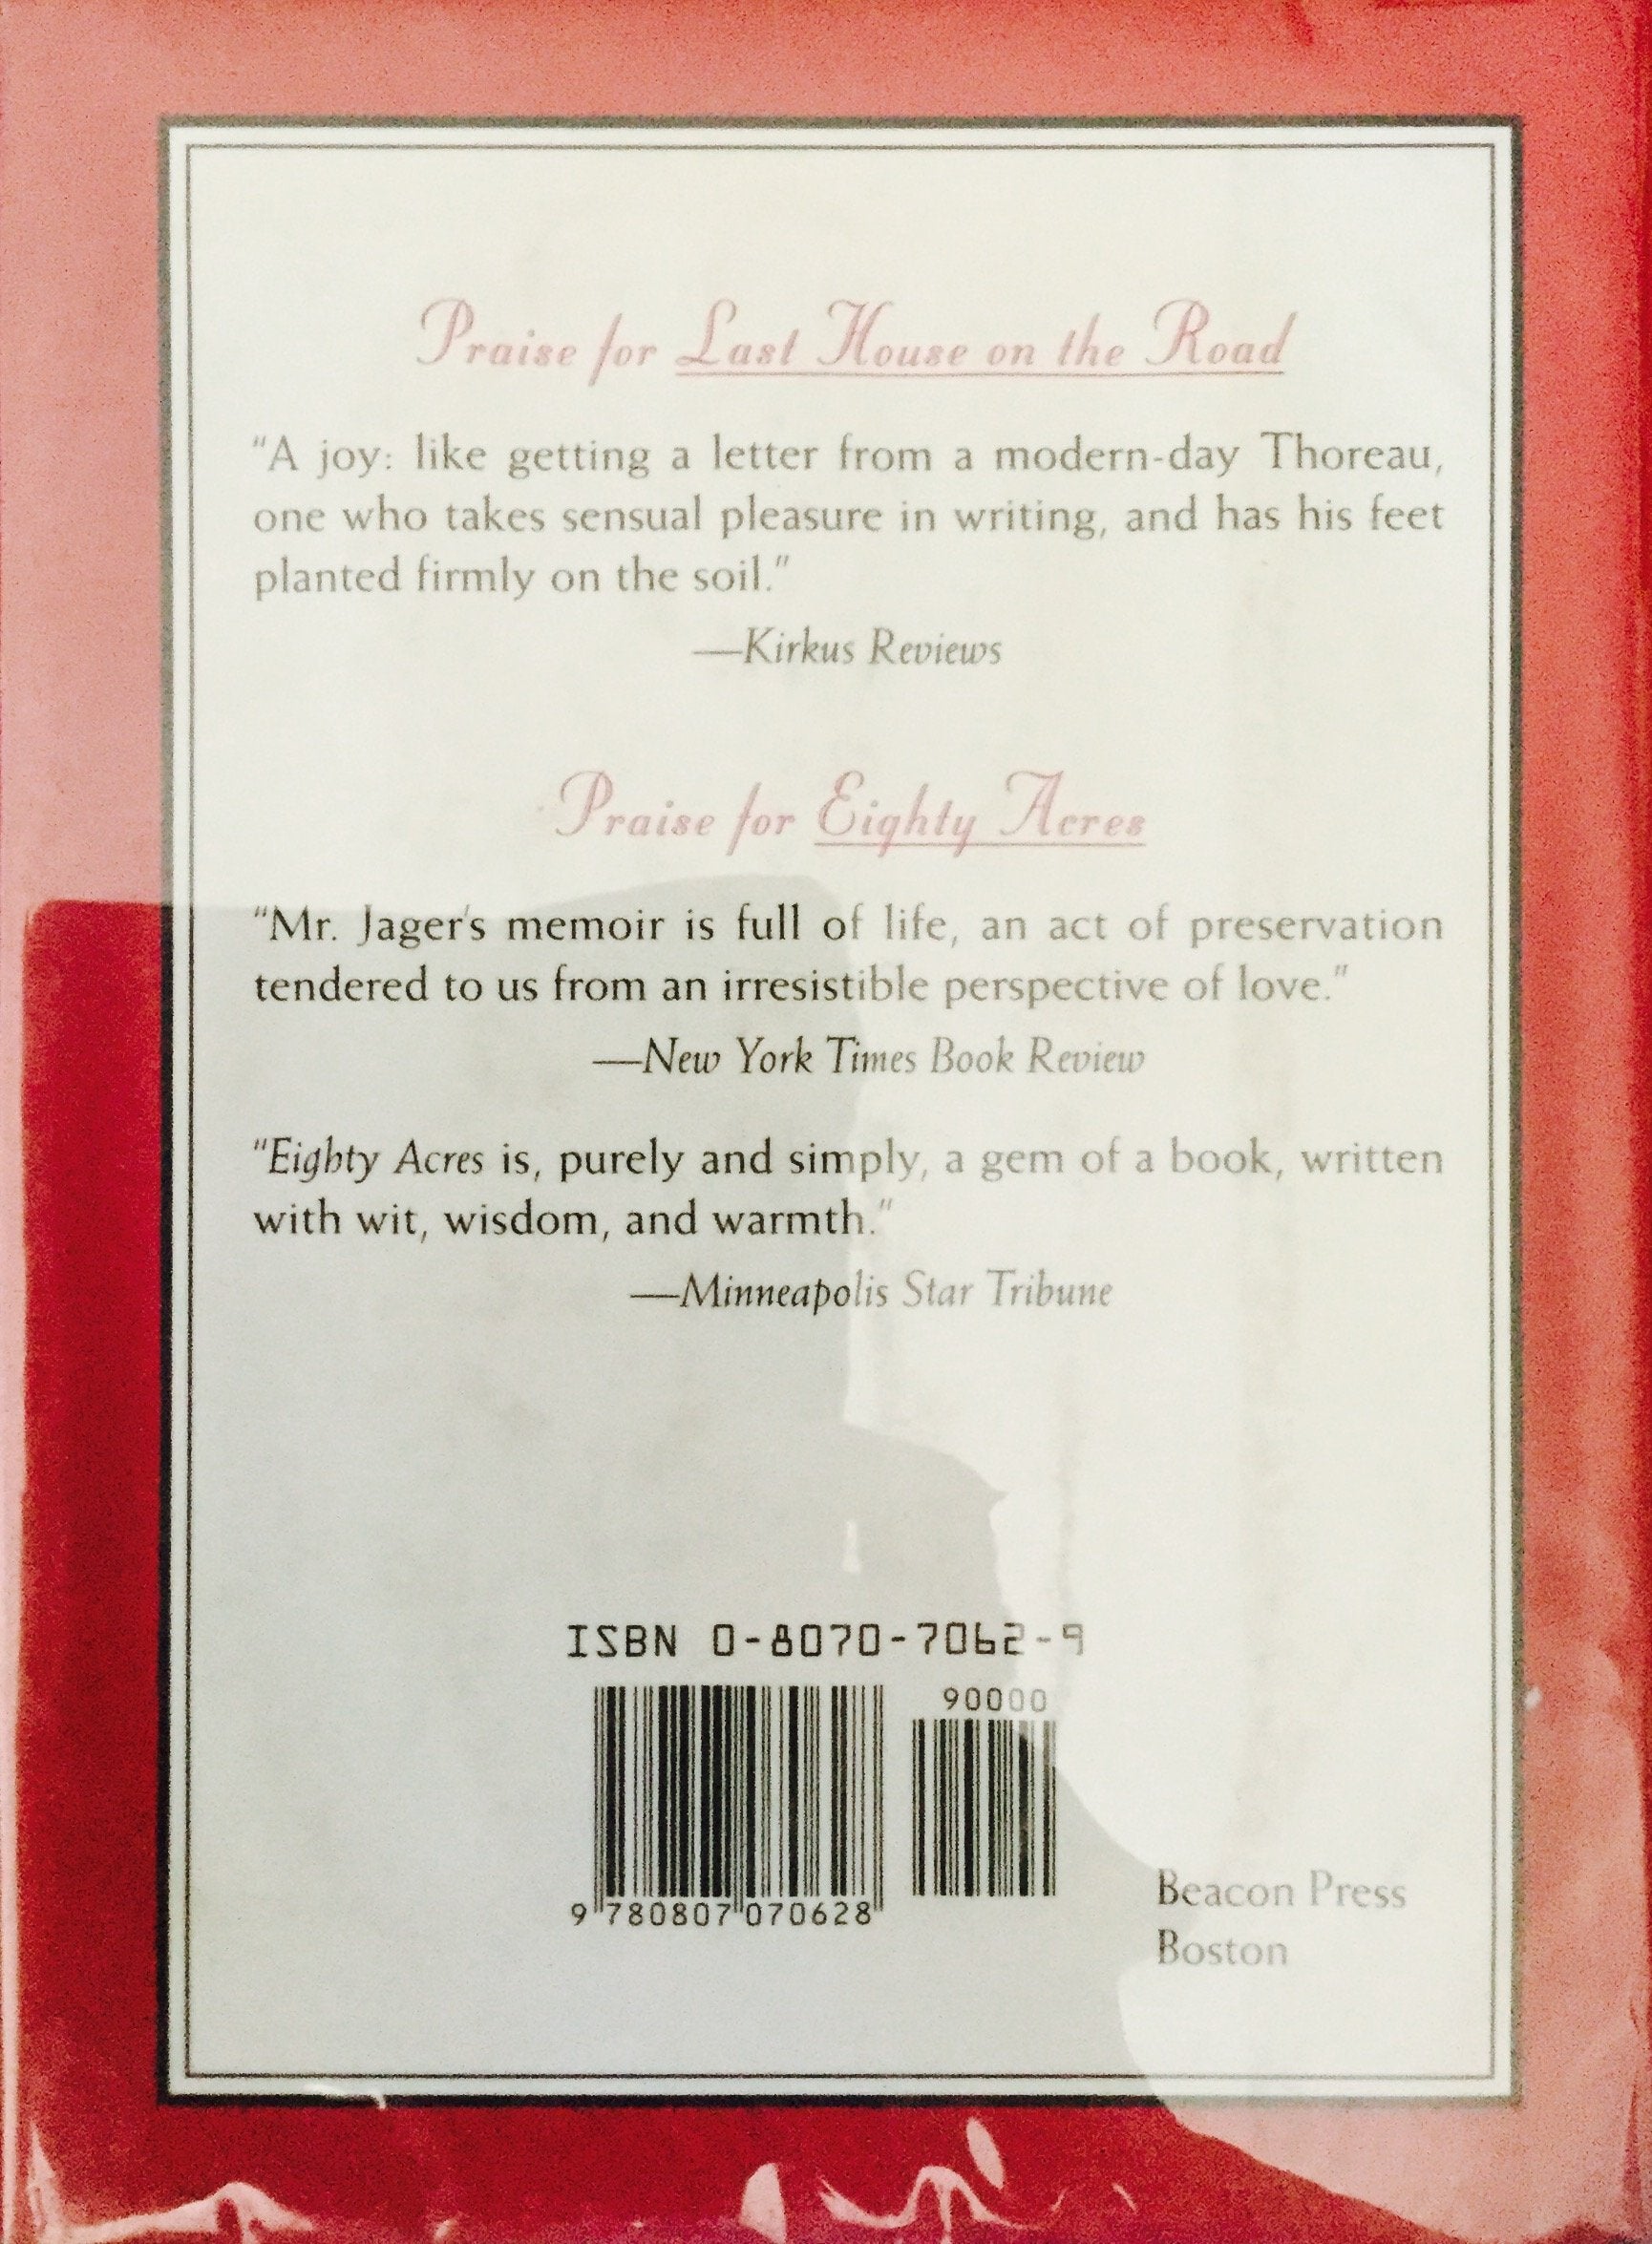 Praise for Last House on the Road
"A joy: like getting a letter from a modern-day Thoreau,
one who takes sensual pleasure in writing, and has his feet
planted firmly on the soil."
—Kirkus Reviews
Praise for Eighty Acres
"Mr. Jager's memoir is full of life, an act of preservation
tendered to us from an irresistible perspective of love."
—New York Times Book Review
"Eighty Acres is, purely and simply, a gem of a book, written
with wit, wisdom, and warmth."
—Minneapolis Star Tribune
ISBN 0-8070-7062-9
90000
9 780807 070628
Beacon Press
Boston